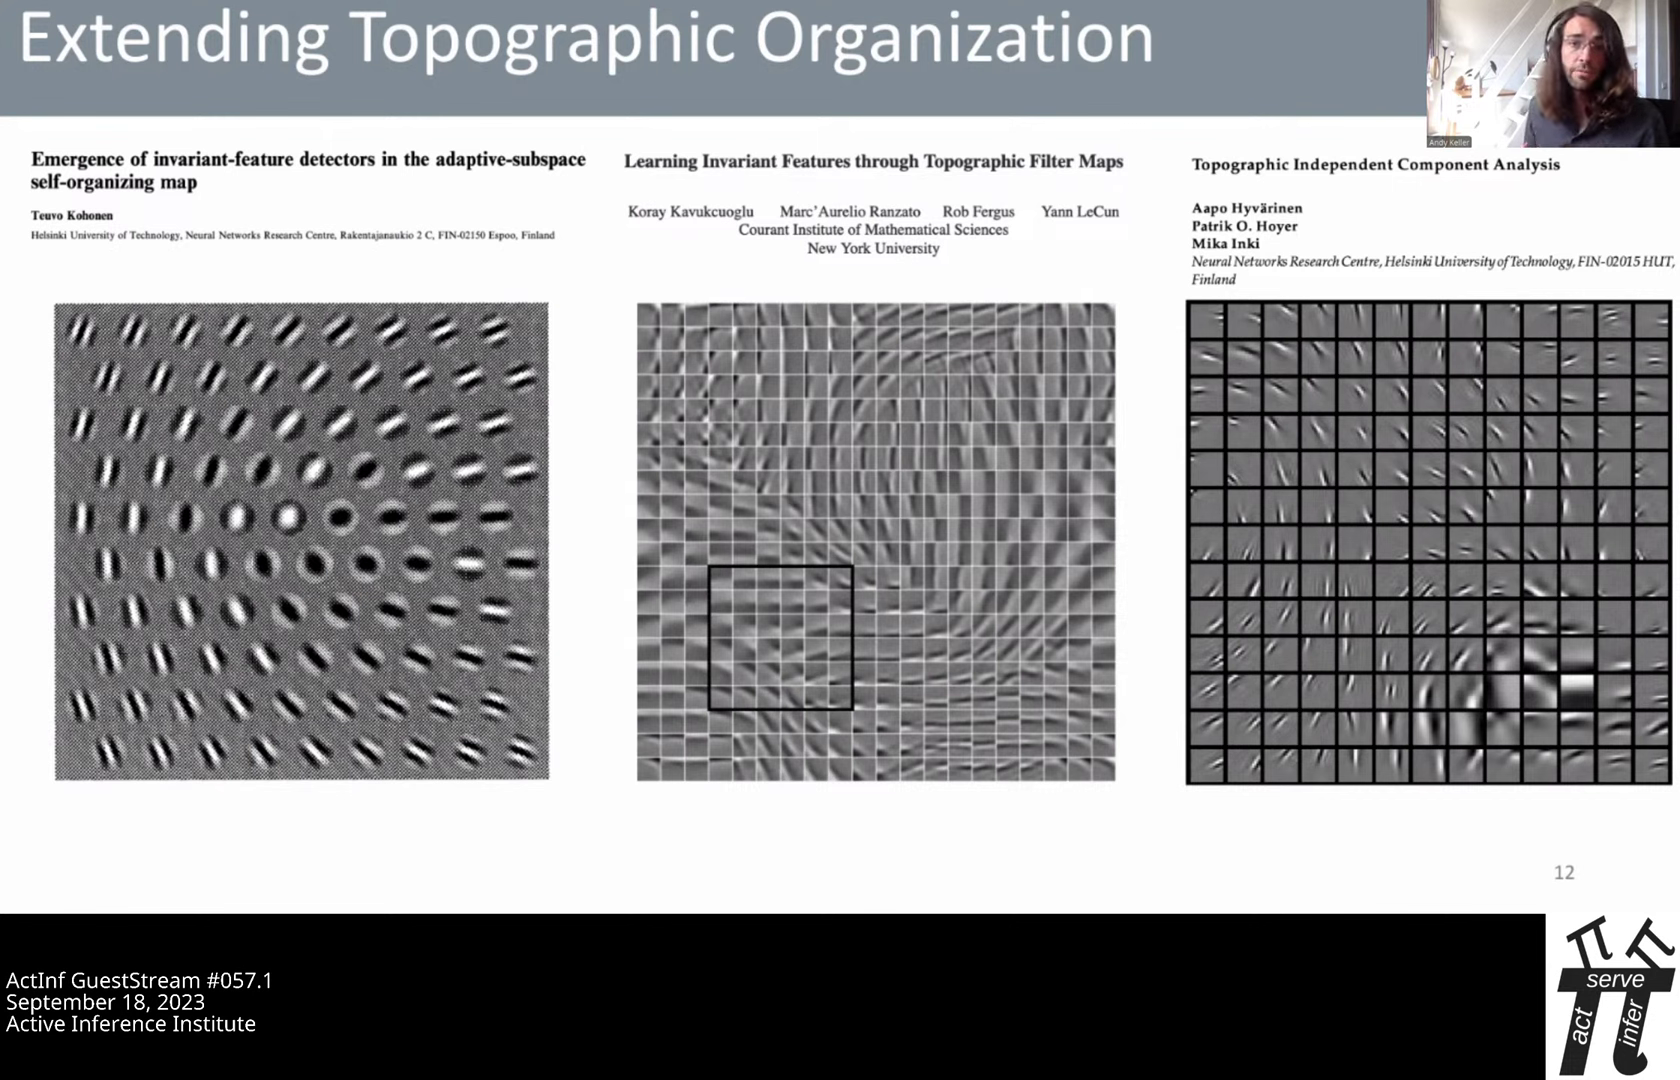 Extending Topographic Organization
Andy Keller
Emergence of invariant-feature detectors in the adaptive-subspace
self-organizing map
Teuvo Kohonen
Helsinki University of Technology, Neural Networks Research Centre, Rakentajanaukio 2 C, FIN-02150 Espoo, Finland
Learning Invariant Features through Topographic Filter Maps
Koray Kavukcuoglu Marc'Aurelio Ranzato Rob Fergus Yann LeCun
Courant Institute of Mathematical Sciences
New York University
Topographic Independent Component Analysis
Aapo Hyvärinen
Patrik O. Hoyer
Mika Inki
Neural Networks Research Centre, Helsinki University of Technology, FIN-02015 HUT,
Finland
12
ActInf GuestStream #057.1
September 18, 2023
Active Inference Institute
serve
act
infer